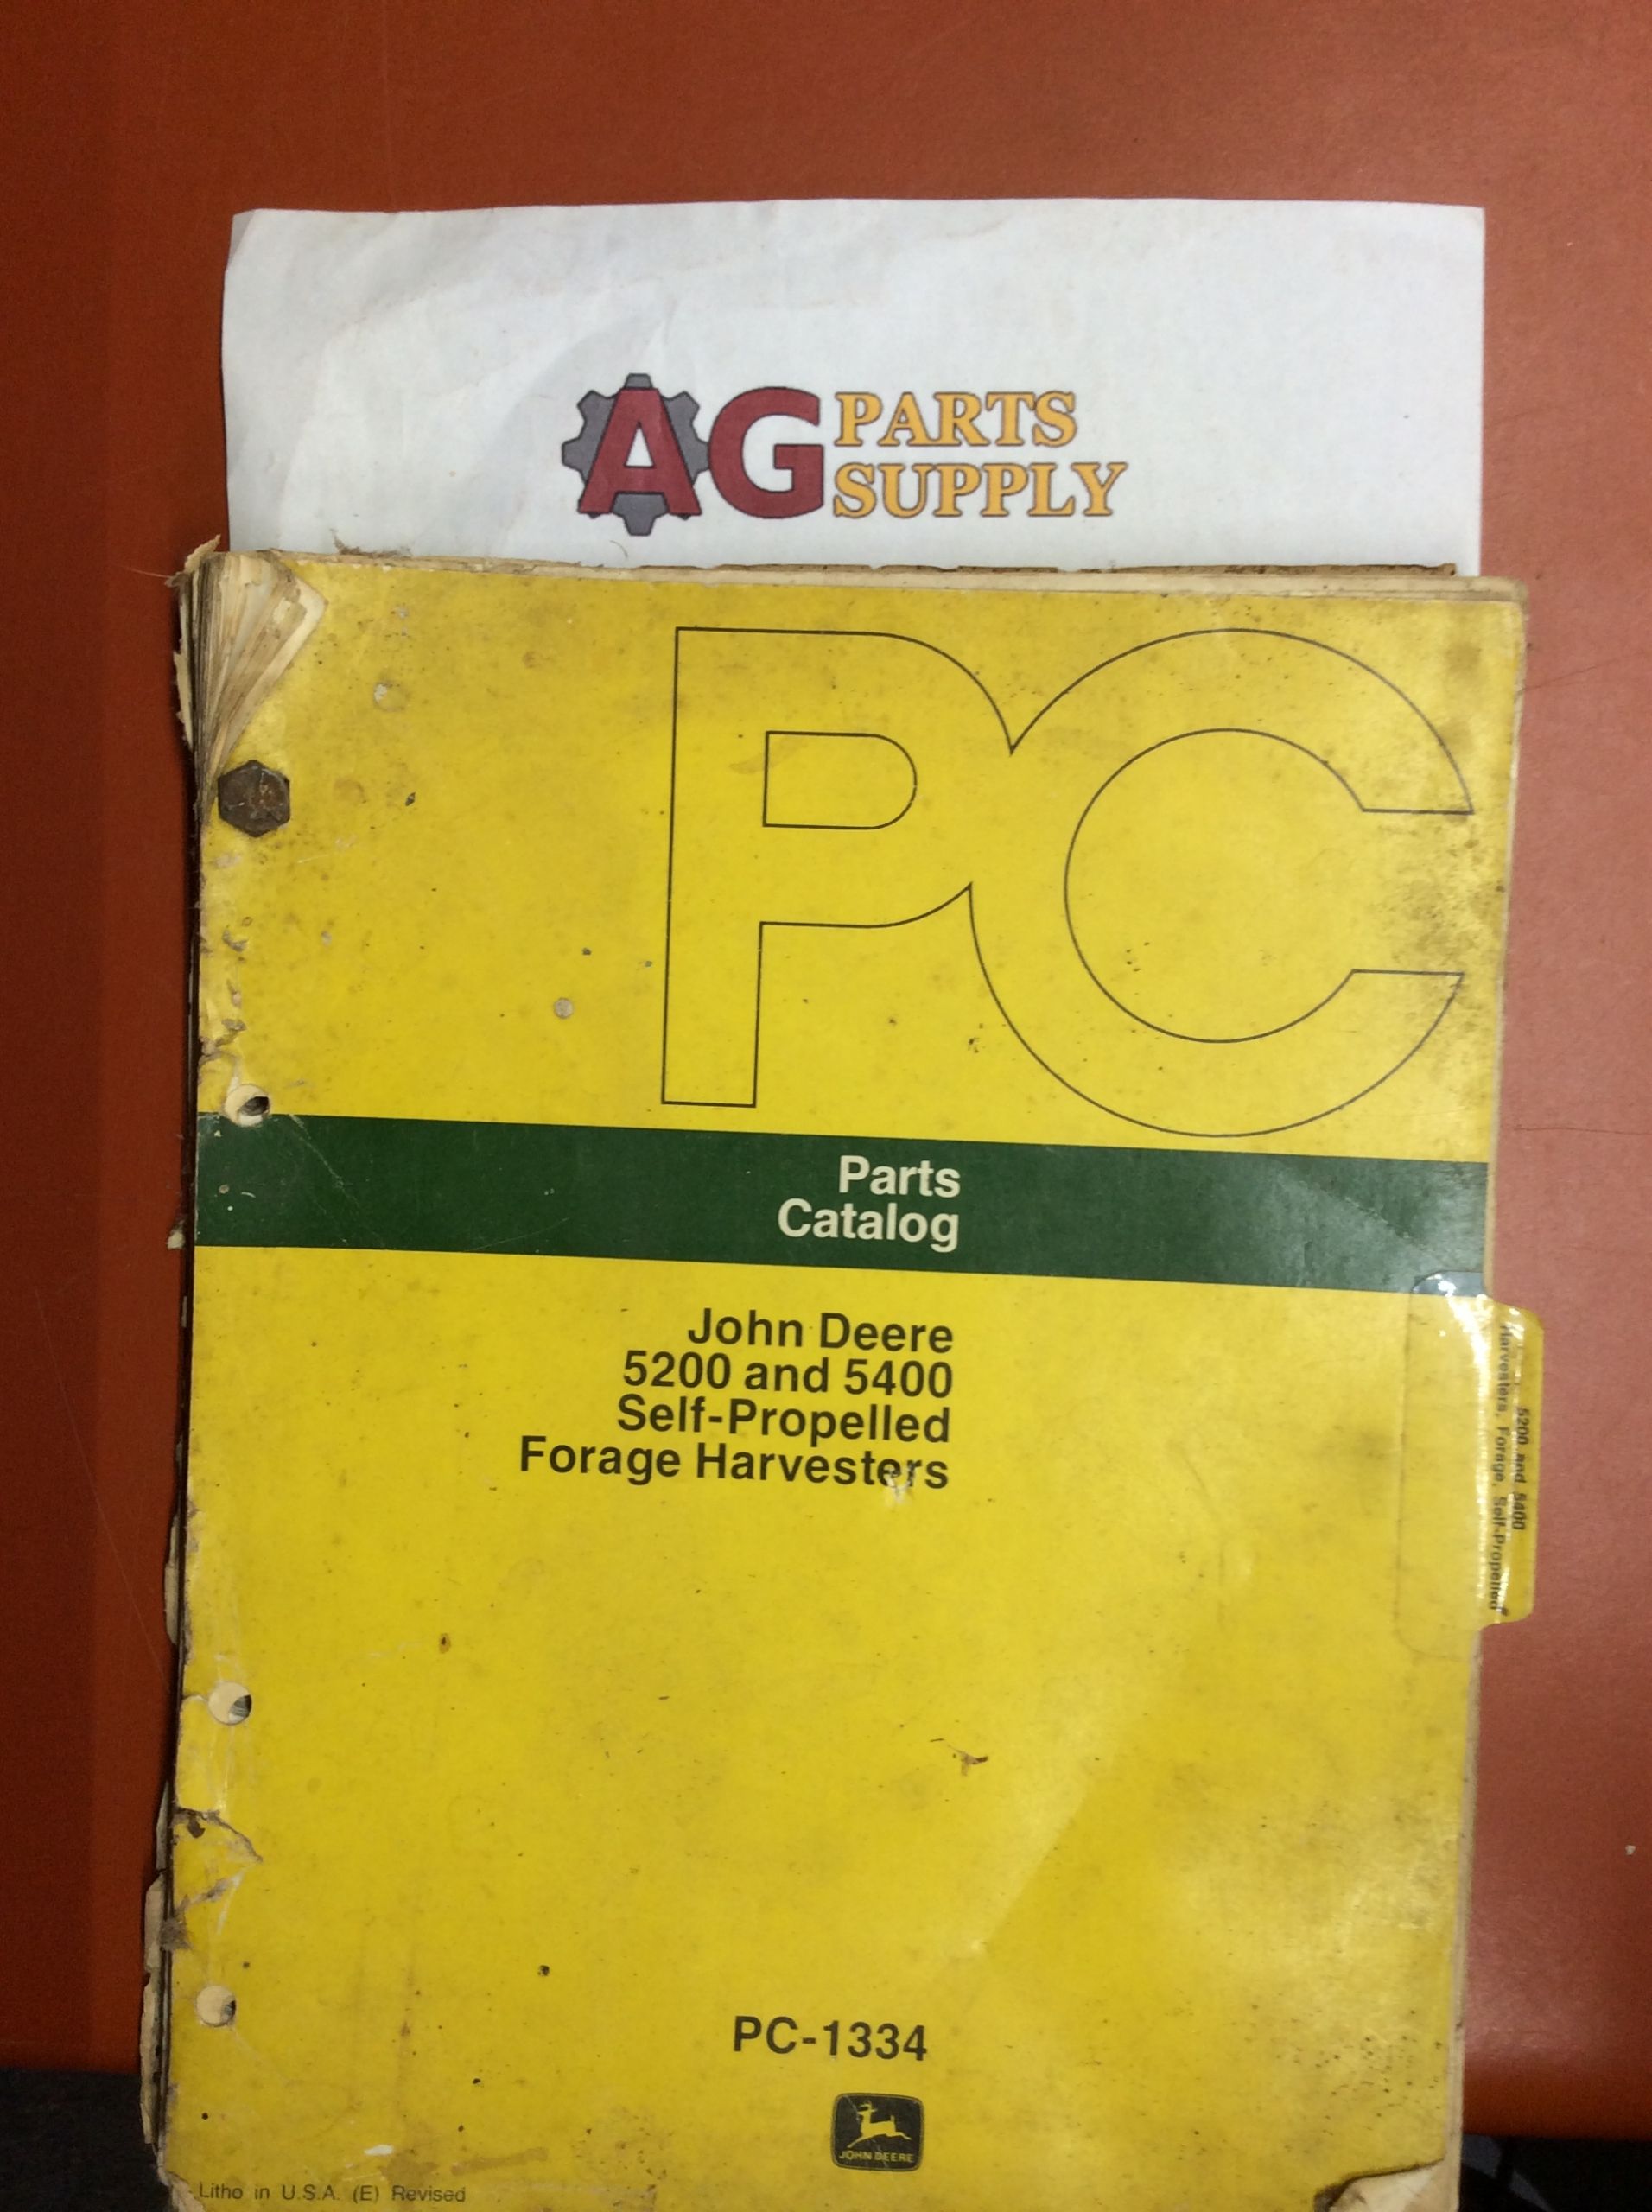 AG PARTS
SUPPLY
PC
Parts
Catalog
John Deere
5200 and 5400
Self-Propelled
Forage Harvesters
5200 and 5400
Harvesters, Forage, Self-Propelled
PC-1334
JOHN DEERE
Litho in U.S.A. (E) Revised